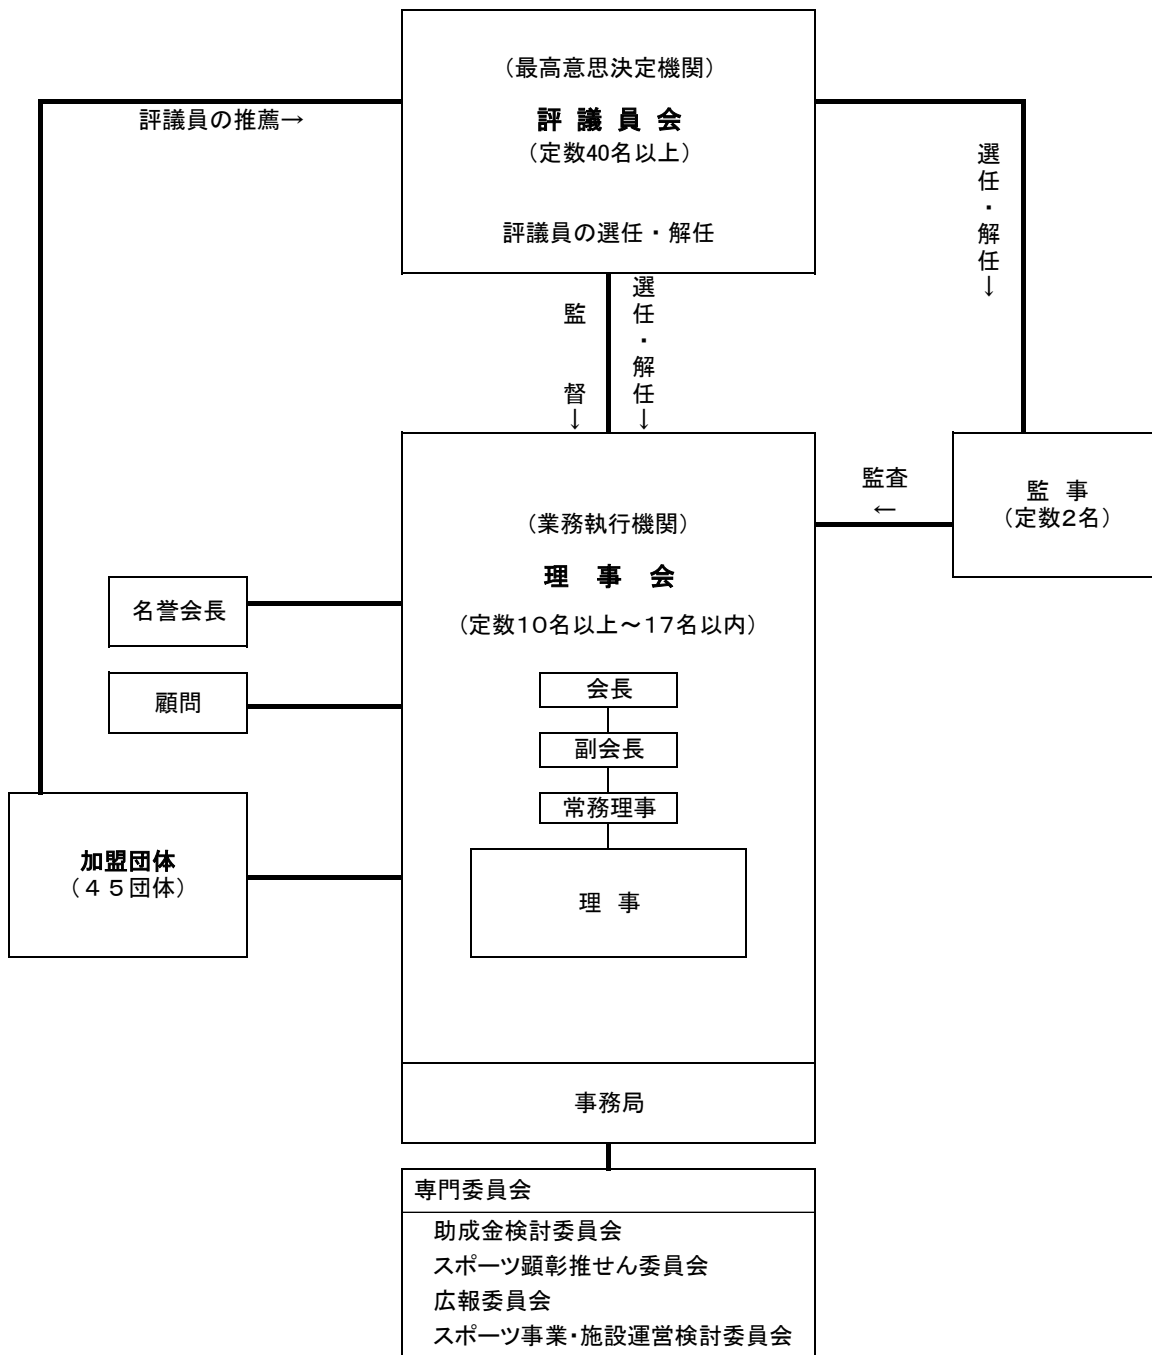 （最高意思決定機関）
評 議 員 会
（定数40名以上）
評議員の選任・解任
評議員の推薦→
選任・解任↓
監　督↓
選任・解任↓
（業務執行機関）
理 事 会
（定数１０名以上～１７名以内）
会長
副会長
常務理事
理 事
監査
←
監 事
（定数２名）
名誉会長
顧問
加盟団体
（４５団体）
事務局
専門委員会
助成金検討委員会
スポーツ顕彰推せん委員会
広報委員会
スポーツ事業・施設運営検討委員会